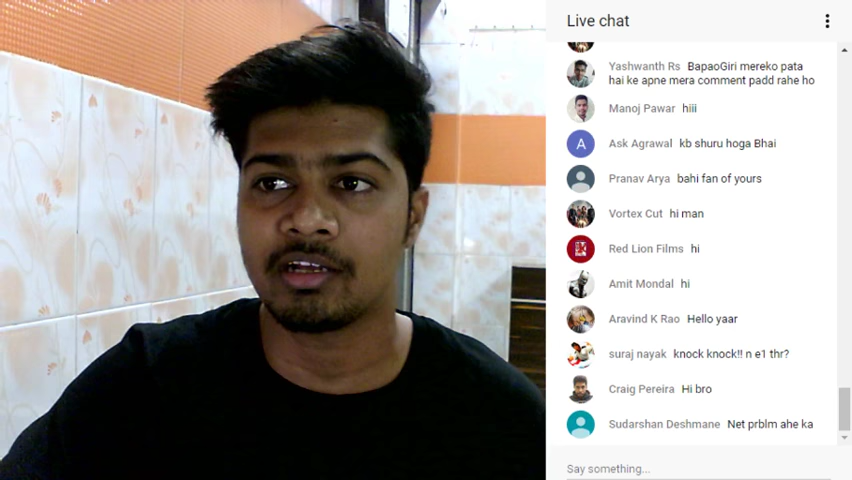 Live chat
Yashwanth Rs BapaoGiri mereko pata
hai ke apne mera comment padd rahe ho
Manoj Pawar hiii
A Ask Agrawal kb shuru hoga Bhai
Pranav Arya bahi fan of yours
Vortex Cut hi man
Red Lion Films hi
Amit Mondal hi
Aravind K Rao Hello yaar
suraj nayak knock knock!! n e1 thr?
Craig Pereira Hi bro
Sudarshan Deshmane Net prblm ahe ka
Say something...